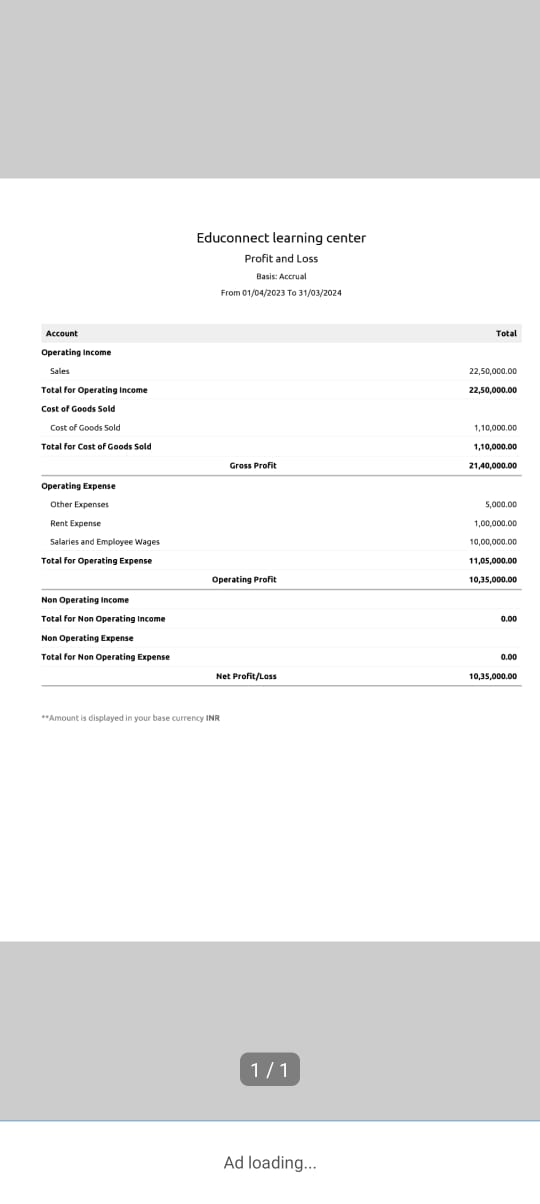 Educonnect learning center
Profit and Loss
Basis: Accrual
From 01/04/2023 To 31/03/2024
Account Total
Operating Income
Sales 22,50,000.00
Total for Operating Income 22,50,000.00
Cost of Goods Sold
Cost of Goods Sold 1,10,000.00
Total for Cost of Goods Sold 1,10,000.00
Gross Profit 21,40,000.00
Operating Expense
Other Expenses 5,000.00
Rent Expense 1,00,000.00
Salaries and Employee Wages 10,00,000.00
Total for Operating Expense 11,05,000.00
Operating Profit 10,35,000.00
Non Operating Income
Total for Non Operating Income 0.00
Non Operating Expense
Total for Non Operating Expense 0.00
Net Profit/Loss 10,35,000.00
**Amount is displayed in your base currency INR
1 / 1
Ad loading...